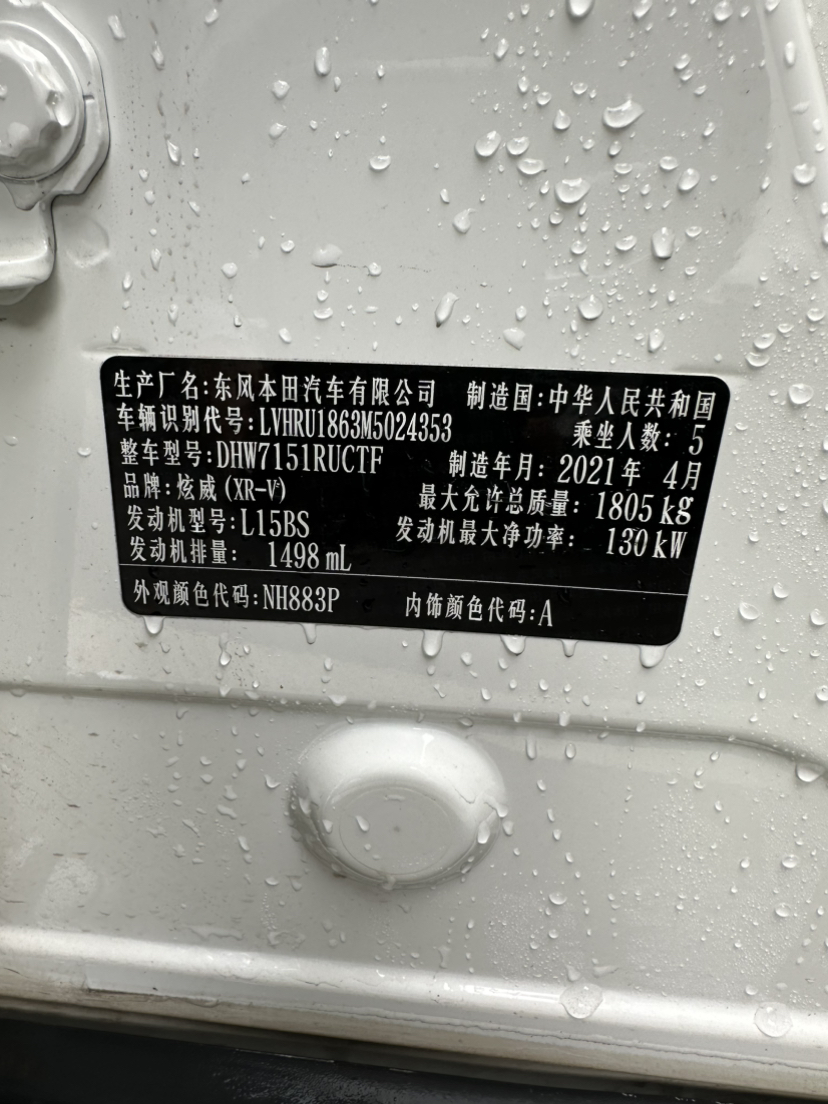 生产厂名:东风本田汽车有限公司 制造国:中华人民共和国
车辆识别代号:LVHRU1863M5024353 乘坐人数: 5
整车型号:DHW7151RUCTF 制造年月: 2021年 4月
品牌:炫威(XR-V) 最大允许总质量: 1805kg
发动机型号:L15BS 发动机最大净功率: 130kW
发动机排量: 1498mL
外观颜色代码:NH883P 内饰颜色代码:A